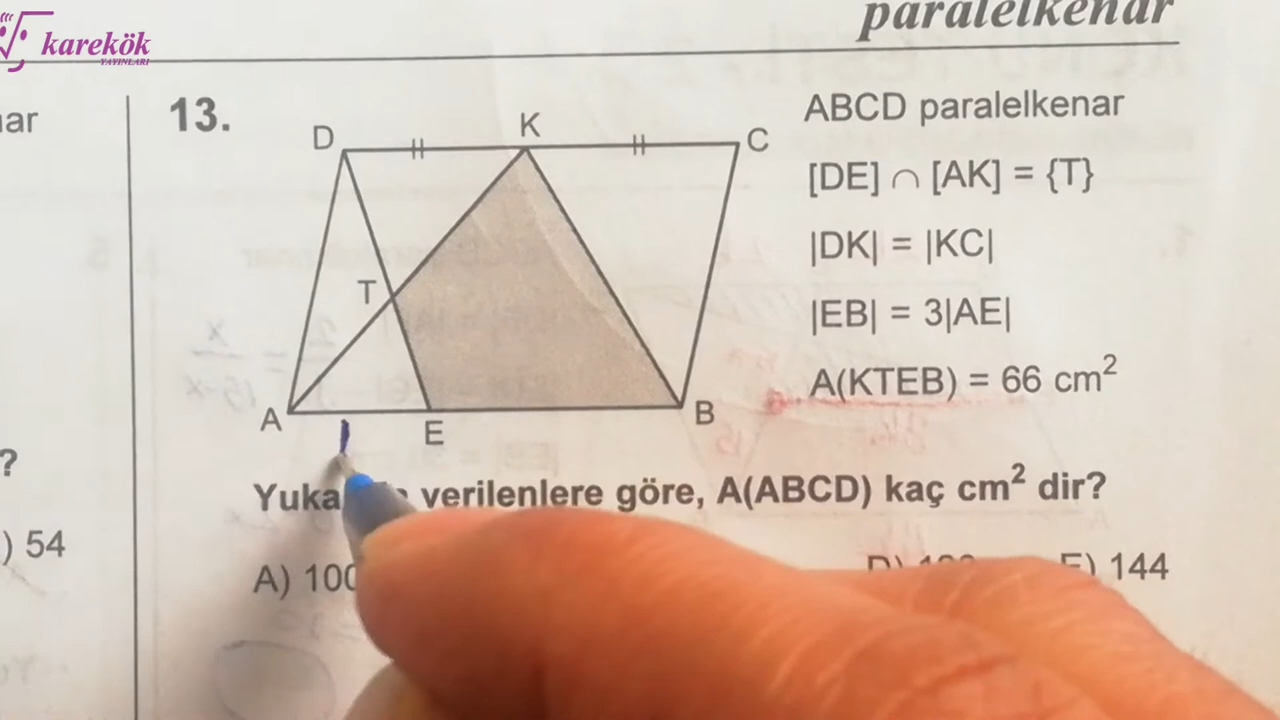 karekök
YAYINLARI
paralelkenar
13.
D
K
C
T
A
E
B
ABCD paralelkenar
[DE] ∩ [AK] = {T}
|DK| = |KC|
|EB| = 3|AE|
A(KTEB) = 66 cm²
verilenlere göre, A(ABCD) kaç cm² dir?
A) 100
E) 144
) 54
?